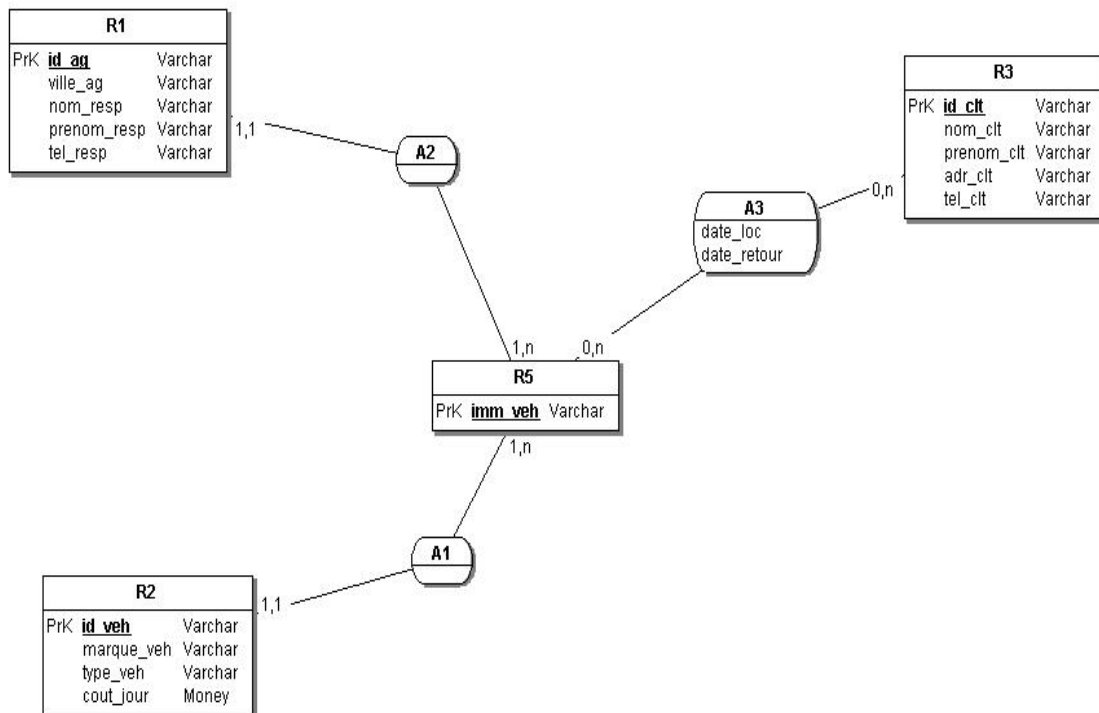 R1
PrK id_ag Varchar
ville_ag Varchar
nom_resp Varchar
prenom_resp Varchar
tel_resp Varchar
1,1
A2
R3
PrK id_clt Varchar
nom_clt Varchar
prenom_clt Varchar
adr_clt Varchar
tel_clt Varchar
0,n
A3
date_loc
date_retour
1,n
0,n
R5
PrK imm_veh Varchar
1,n
A1
1,1
R2
PrK id_veh Varchar
marque_veh Varchar
type_veh Varchar
cout_jour Money